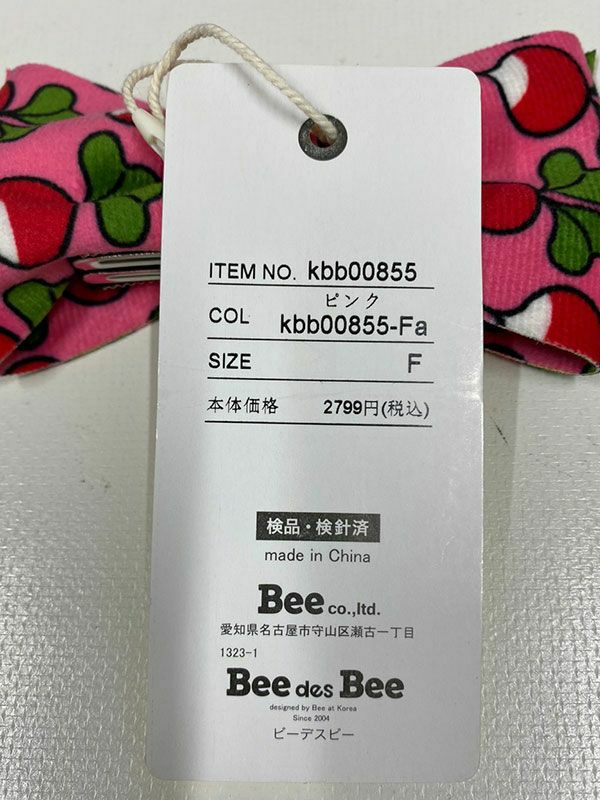 ITEM NO. kbb00855
ピンク
COL kbb00855-Fa
SIZE F
本体価格 2799円(税込)
検品・検針済
made in China
Bee co.,ltd.
愛知県名古屋市守山区瀬古一丁目
1323-1
Bee des Bee
designed by Bee at Korea
Since 2004
ビーデスビー